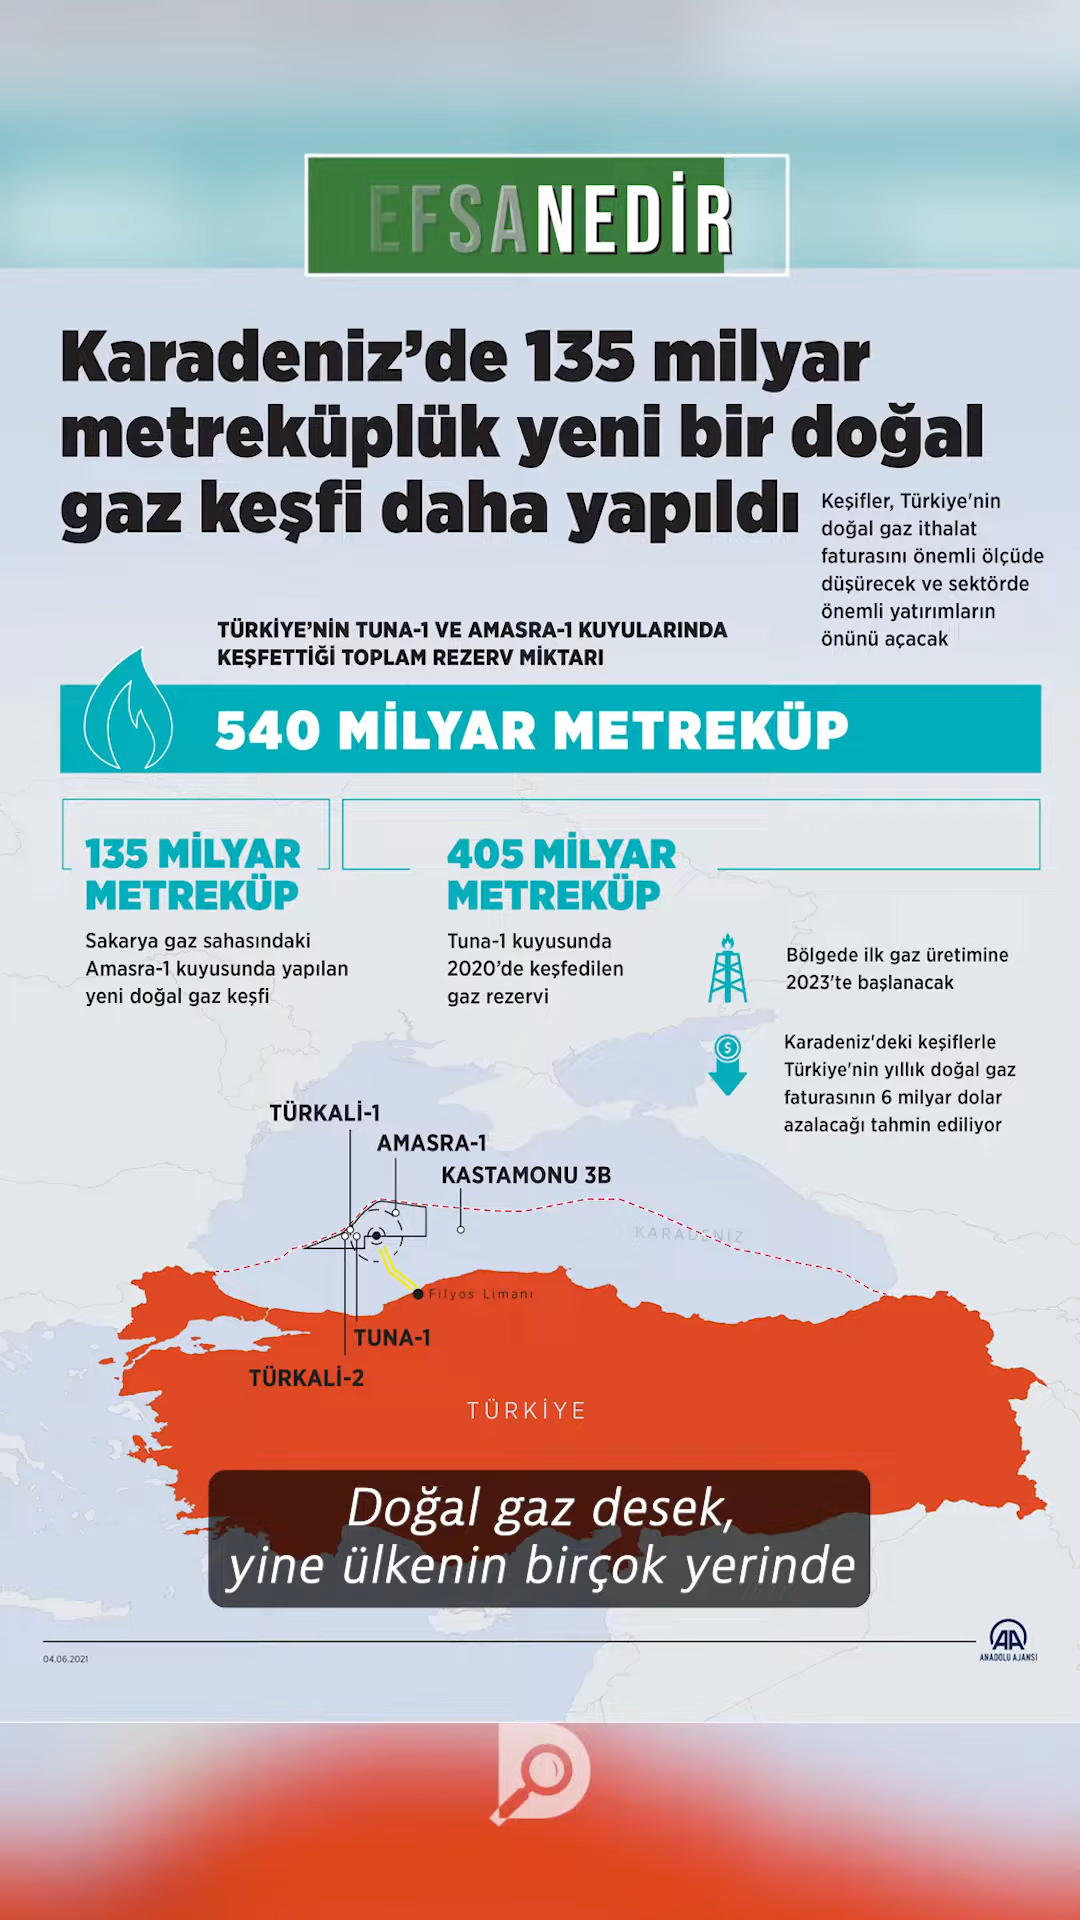 EFSANEDİR
Karadeniz'de 135 milyar
metreküplük yeni bir doğal
gaz keşfi daha yapıldı
Keşifler, Türkiye'nin
doğal gaz ithalat
faturasını önemli ölçüde
düşürecek ve sektörde
önemli yatırımların
önünü açacak
TÜRKİYE'NİN TUNA-1 VE AMASRA-1 KUYULARINDA
KEŞFETTİĞİ TOPLAM REZERV MİKTARI
540 MİLYAR METREKÜP
135 MİLYAR
METREKÜP
Sakarya gaz sahasındaki
Amasra-1 kuyusunda yapılan
yeni doğal gaz keşfi
405 MİLYAR
METREKÜP
Tuna-1 kuyusunda
2020'de keşfedilen
gaz rezervi
Bölgede ilk gaz üretimine
2023'te başlanacak
$
Karadeniz'deki keşiflerle
Türkiye'nin yıllık doğal gaz
faturasının 6 milyar dolar
azalacağı tahmin ediliyor
TÜRKALİ-1
AMASRA-1
KASTAMONU 3B
KARADENİZ
Filyos Limanı
TUNA-1
TÜRKALİ-2
TÜRKİYE
Doğal gaz desek,
yine ülkenin birçok yerinde
04.06.2021
AA
ANADOLU AJANSI